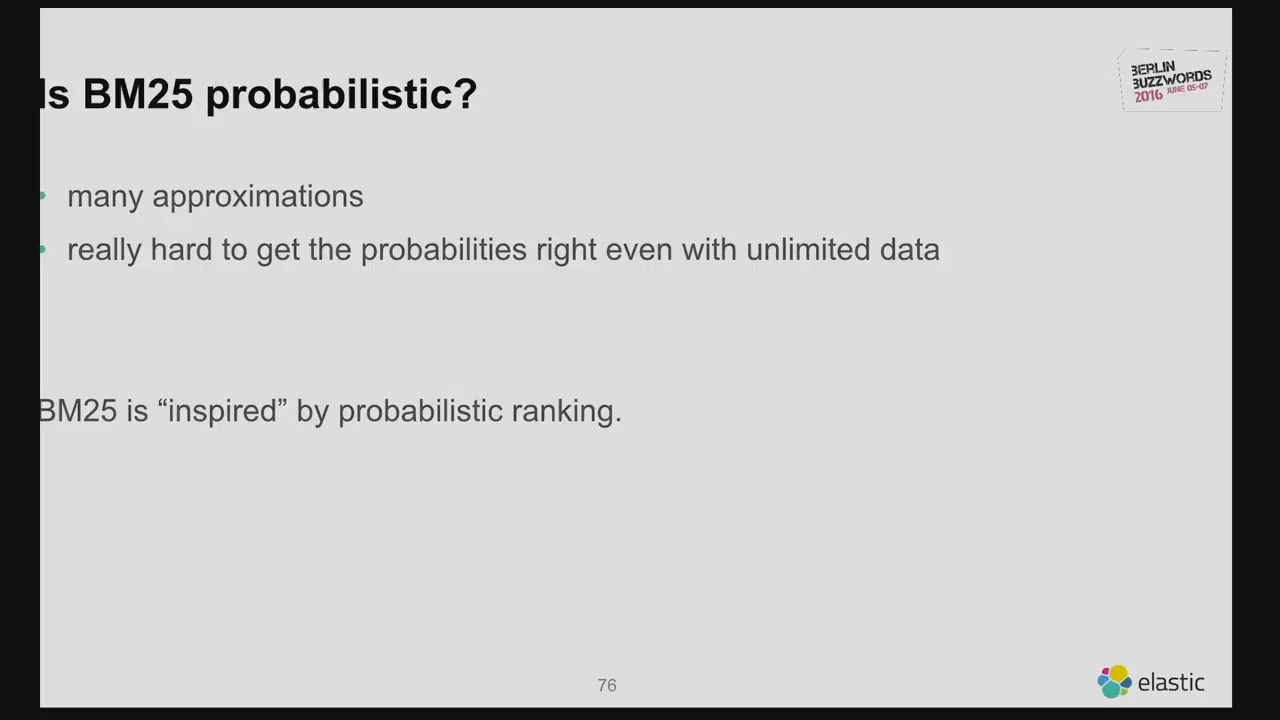 Is BM25 probabilistic?
BERLIN
BUZZWORDS
2016 JUNE 05-07
• many approximations
• really hard to get the probabilities right even with unlimited data
BM25 is “inspired” by probabilistic ranking.
76
elastic